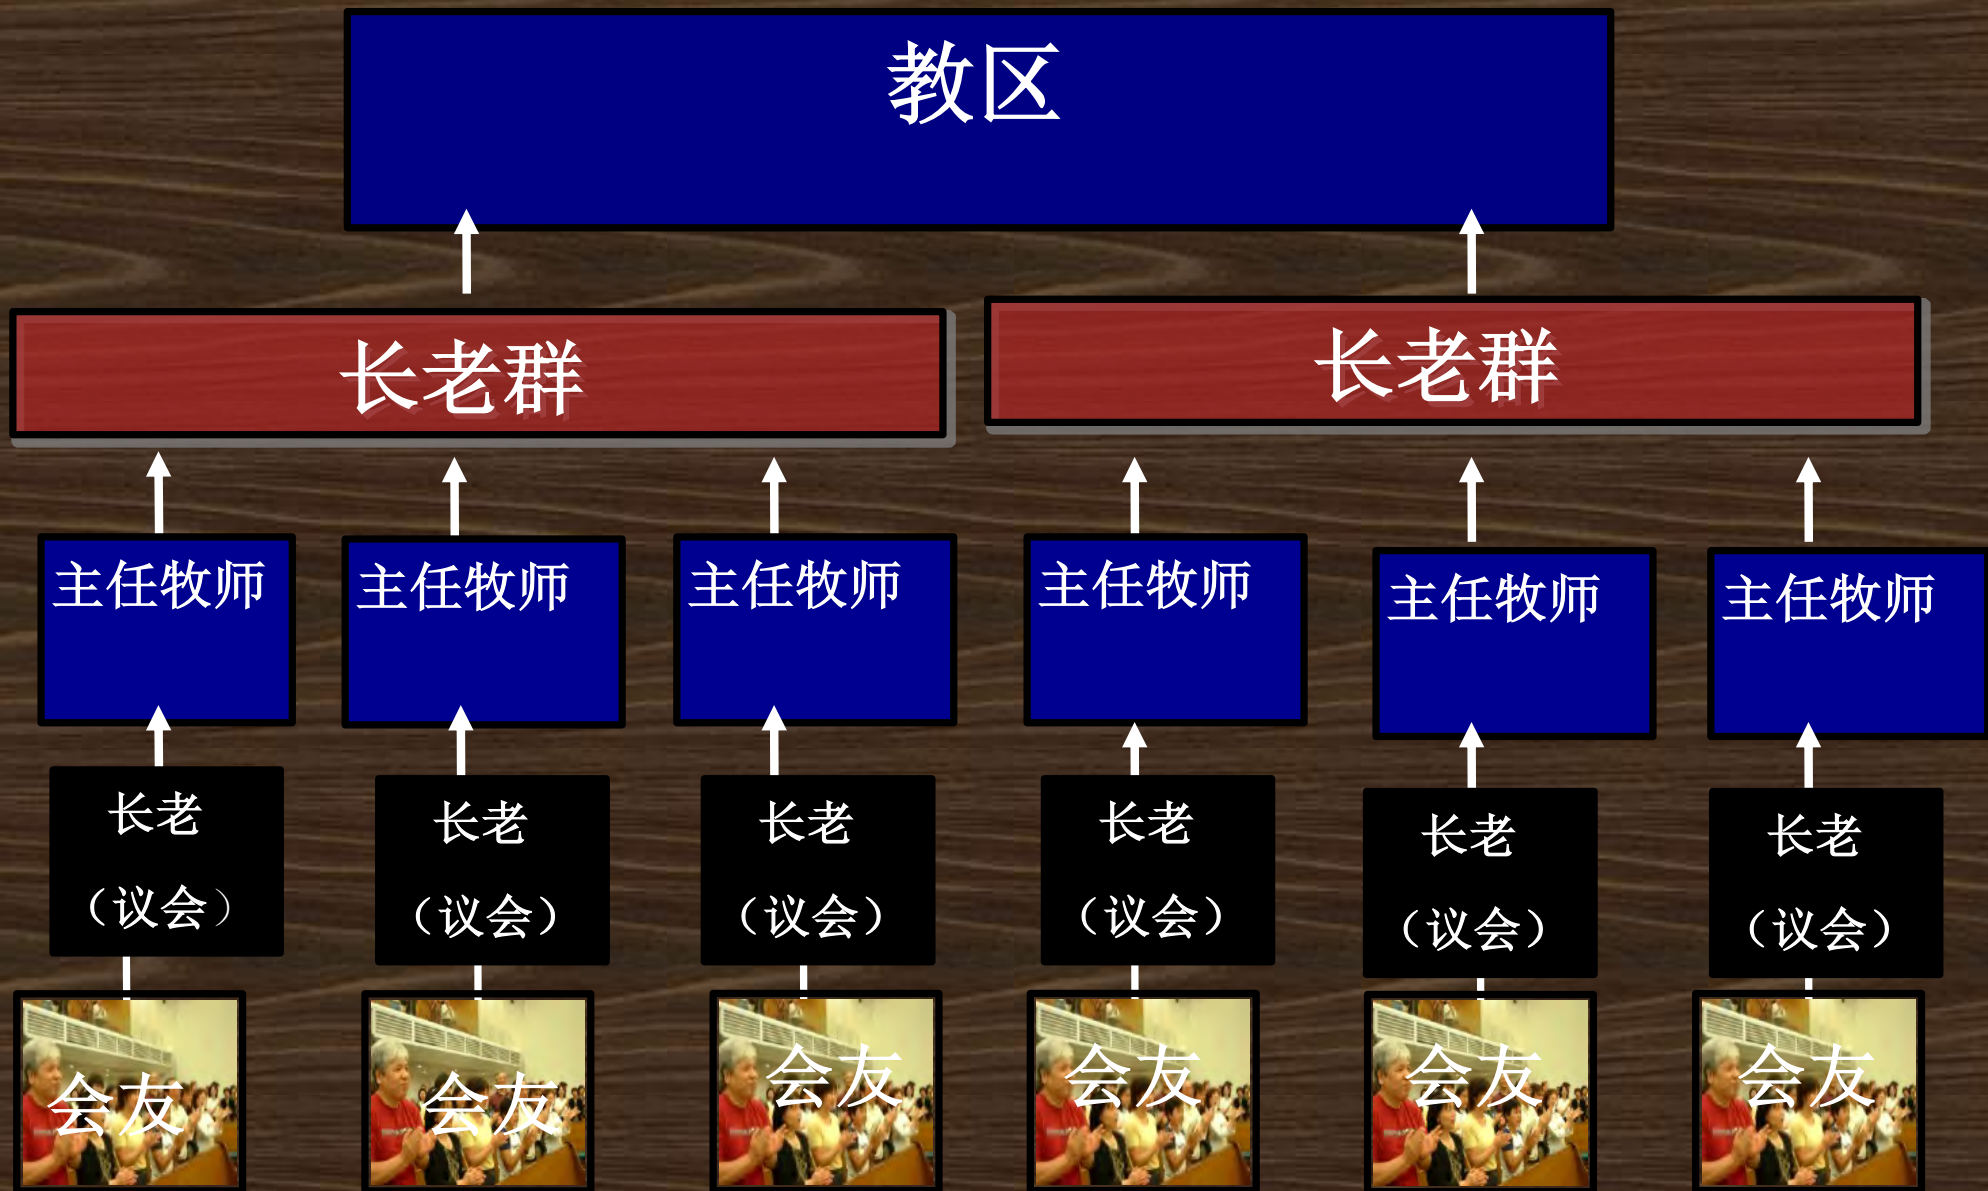 教区
长老群
长老群
主任牧师
主任牧师
主任牧师
主任牧师
主任牧师
主任牧师
长老
（议会）
长老
（议会）
长老
（议会）
长老
（议会）
长老
（议会）
长老
（议会）
会友
会友
会友
会友
会友
会友